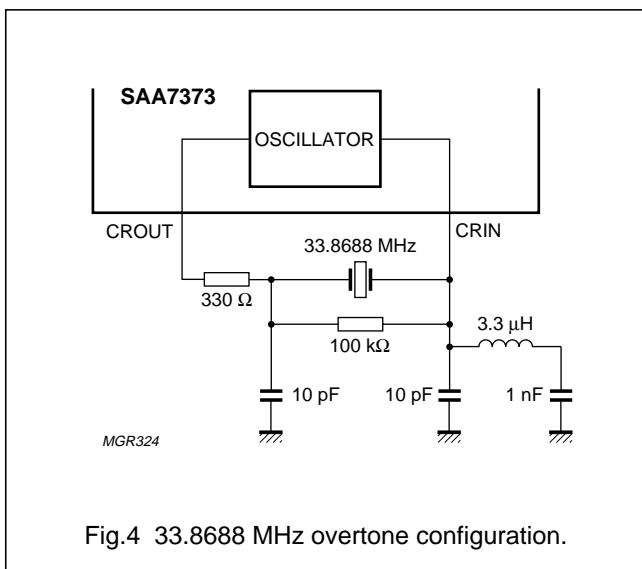 SAA7373
OSCILLATOR
CROUT
CRIN
33.8688 MHz
330 Ω
3.3 µH
100 kΩ
10 pF
10 pF
1 nF
MGR324
Fig.4 33.8688 MHz overtone configuration.